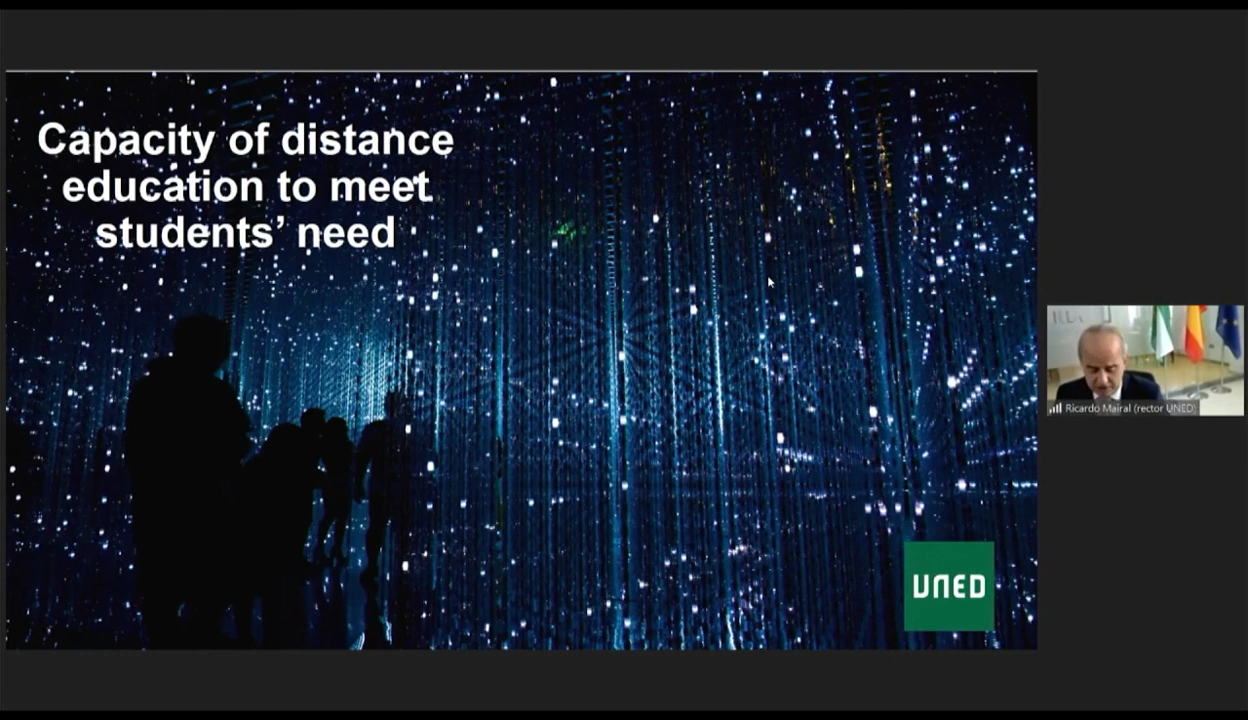 Capacity of distance
education to meet
students’ need
UNED
Ricardo Mairal (rector UNED)